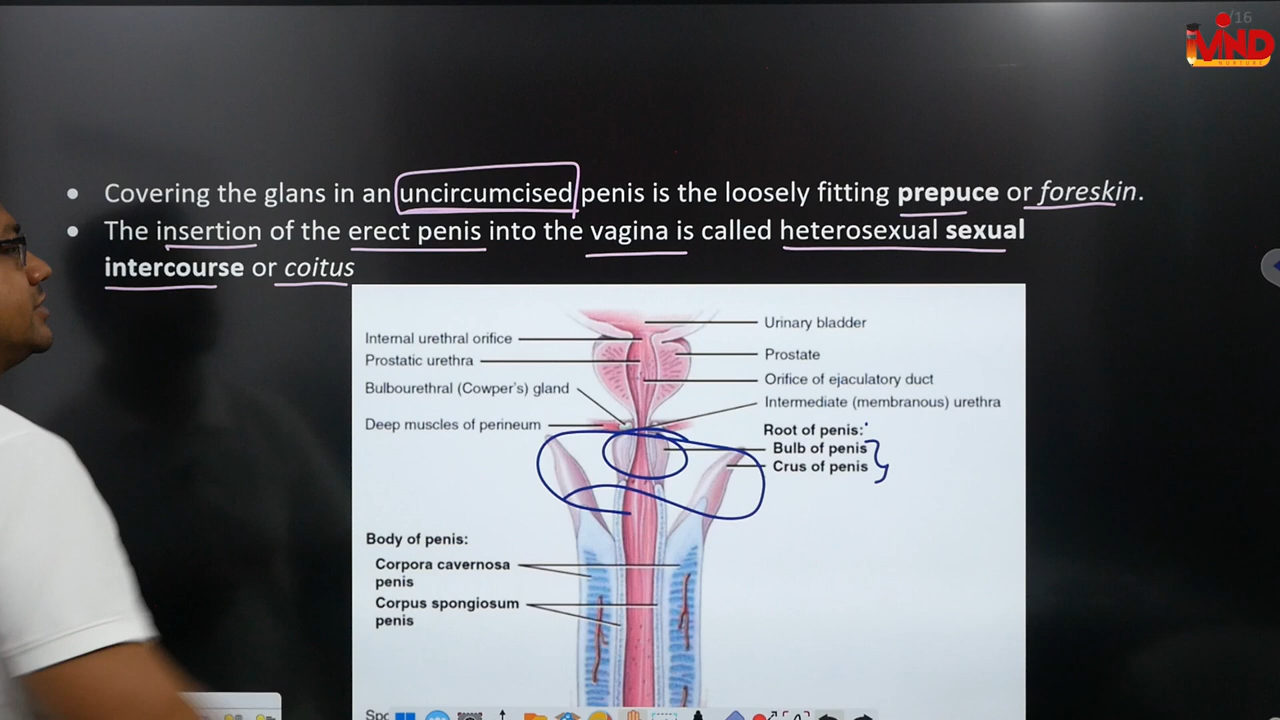 /16
iMIND
NURTURE
• Covering the glans in an uncircumcised penis is the loosely fitting prepuce or foreskin.
• The insertion of the erect penis into the vagina is called heterosexual sexual
intercourse or coitus
Internal urethral orifice
Prostatic urethra
Bulbourethral (Cowper's) gland
Deep muscles of perineum
Urinary bladder
Prostate
Orifice of ejaculatory duct
Intermediate (membranous) urethra
Root of penis:
Bulb of penis
Crus of penis
Body of penis:
Corpora cavernosa
penis
Corpus spongiosum
penis